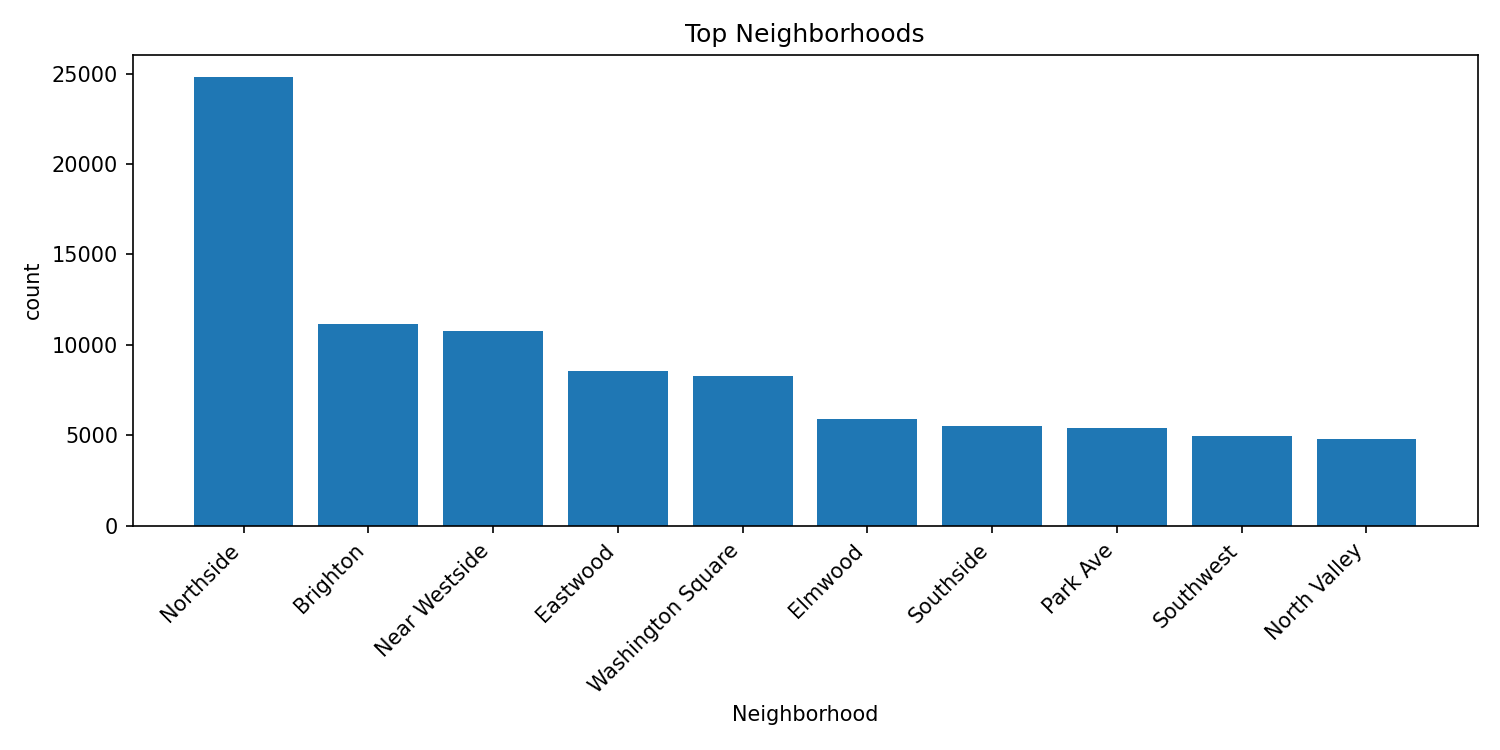 Top Neighborhoods
25000
20000
15000
10000
5000
0
count
Northside
Brighton
Near Westside
Eastwood
Washington Square
Elmwood
Southside
Park Ave
Southwest
North Valley
Neighborhood